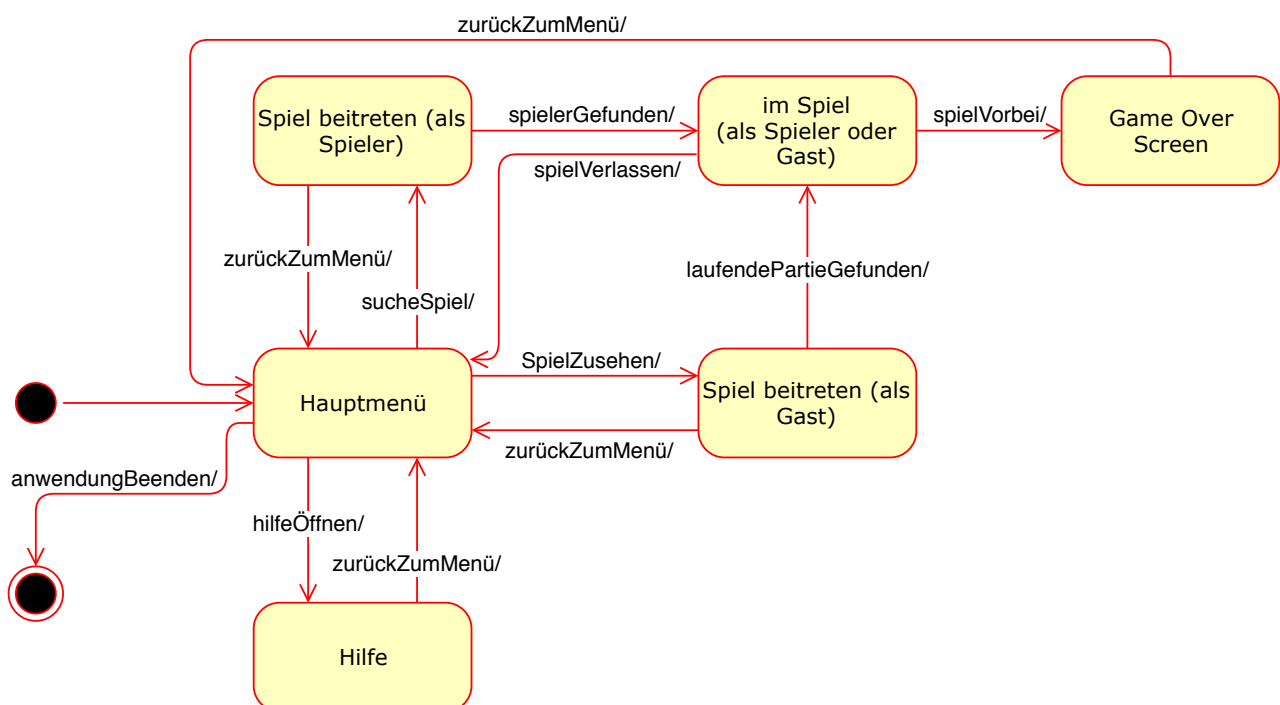 zurückZumMenü/
Spiel beitreten (als
Spieler)
spielerGefunden/
im Spiel
(als Spieler oder
Gast)
spielVorbei/
Game Over
Screen
spielVerlassen/
zurückZumMenü/
sucheSpiel/
laufendePartieGefunden/
Hauptmenü
SpielZusehen/
Spiel beitreten (als
Gast)
zurückZumMenü/
anwendungBeenden/
hilfeÖffnen/
zurückZumMenü/
Hilfe